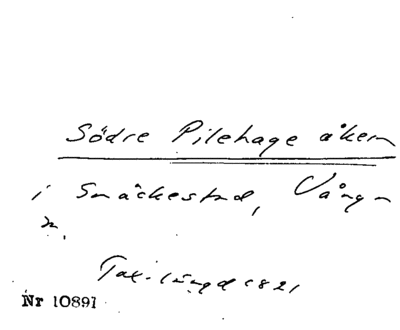 Södre Pilehage åkern
i Snäckestad, Vånga
n.
Tax. längd 1821
Nr 10891